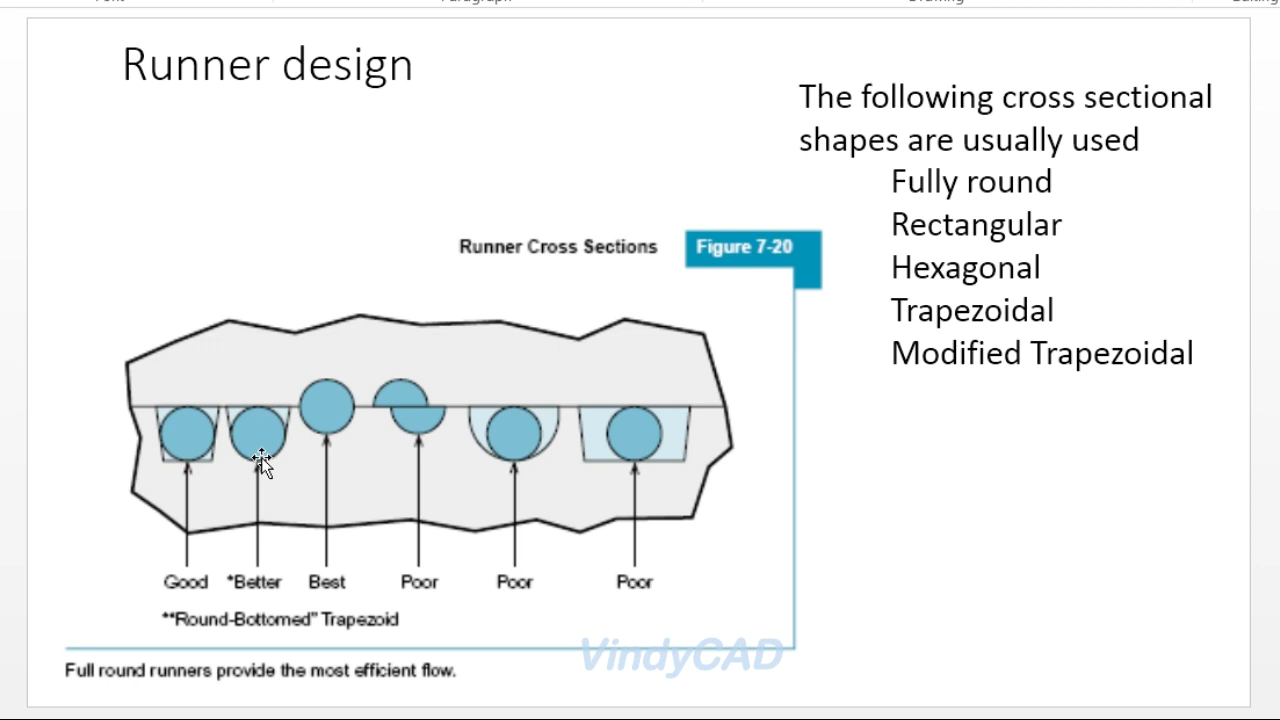 Runner design
The following cross sectional
shapes are usually used
Fully round
Rectangular
Hexagonal
Trapezoidal
Modified Trapezoidal
Runner Cross Sections
Figure 7-20
Good *Better Best Poor Poor Poor
*"Round-Bottomed" Trapezoid
VindyCAD
Full round runners provide the most efficient flow.